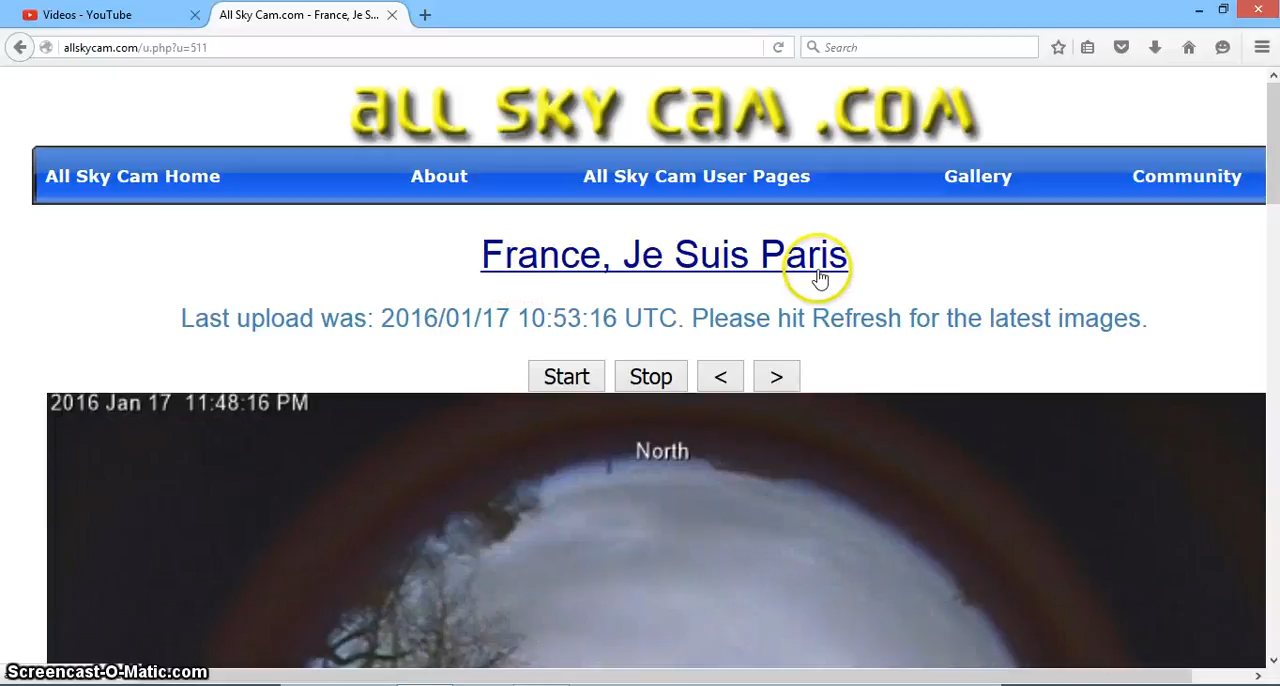 Videos - YouTube
All Sky Cam.com - France, Je S...
allskycam.com/u.php?u=511
Search
ALL SKY CAM .COM
All Sky Cam Home About All Sky Cam User Pages Gallery Community
France, Je Suis Paris
Last upload was: 2016/01/17 10:53:16 UTC. Please hit Refresh for the latest images.
Start Stop < >
2016 Jan 17 11:48:16 PM
North
Screencast-O-Matic.com